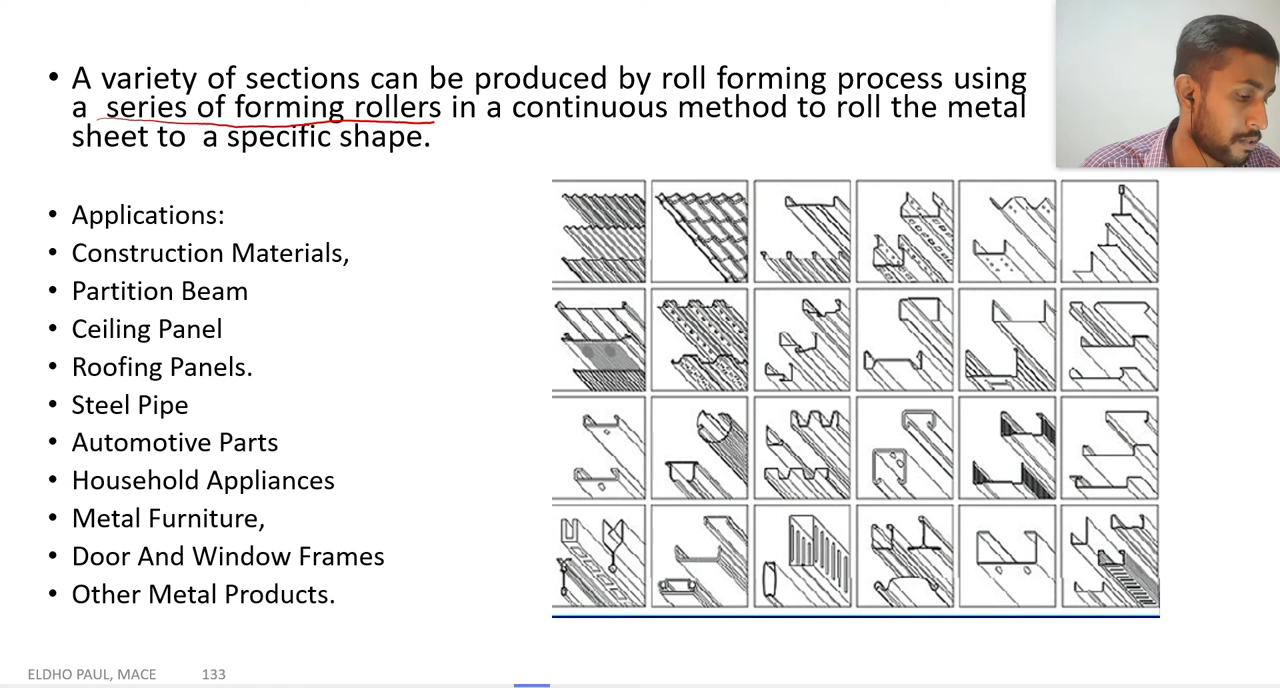 • A variety of sections can be produced by roll forming process using
a series of forming rollers in a continuous method to roll the metal
sheet to a specific shape.
• Applications:
• Construction Materials,
• Partition Beam
• Ceiling Panel
• Roofing Panels.
• Steel Pipe
• Automotive Parts
• Household Appliances
• Metal Furniture,
• Door And Window Frames
• Other Metal Products.
ELDHO PAUL, MACE 133